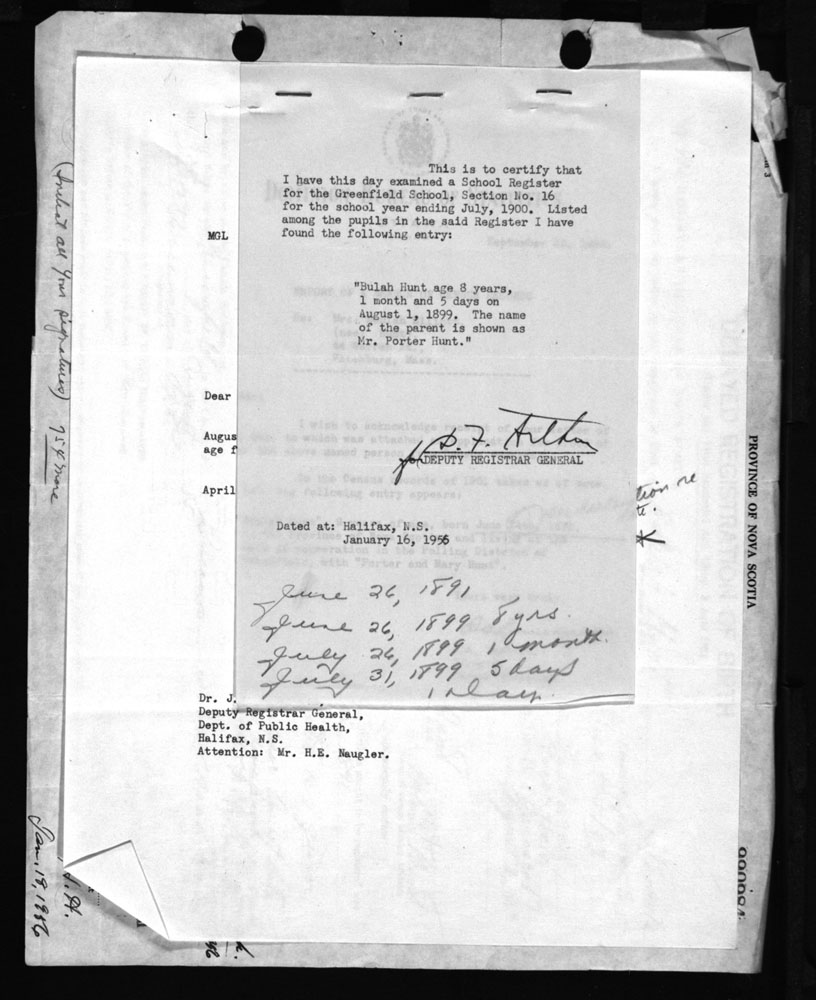 This is to certify that
I have this day examined a School Register
for the Greenfield School, Section No. 16
for the school year ending July, 1900. Listed
among the pupils in the said Register I have
found the following entry:
MGL
"Bulah Hunt age 8 years,
1 month and 5 days on
August 1, 1899. The name
of the parent is shown as
Mr. Porter Hunt."
Dear
Augus
age f
for DEPUTY REGISTRAR GENERAL
April
Dated at: Halifax, N.S.
January 16, 1956
June 26, 1891
June 26, 1899 8 yrs.
July 26, 1899 1 month.
July 31, 1899 5 days
1 day.
Dr. J.
Deputy Registrar General,
Dept. of Public Health,
Halifax, N.S.
Attention: Mr. H.E. Naugler.
all your signatures)
Jan. 18, 1956
PROVINCE OF NOVA SCOTIA